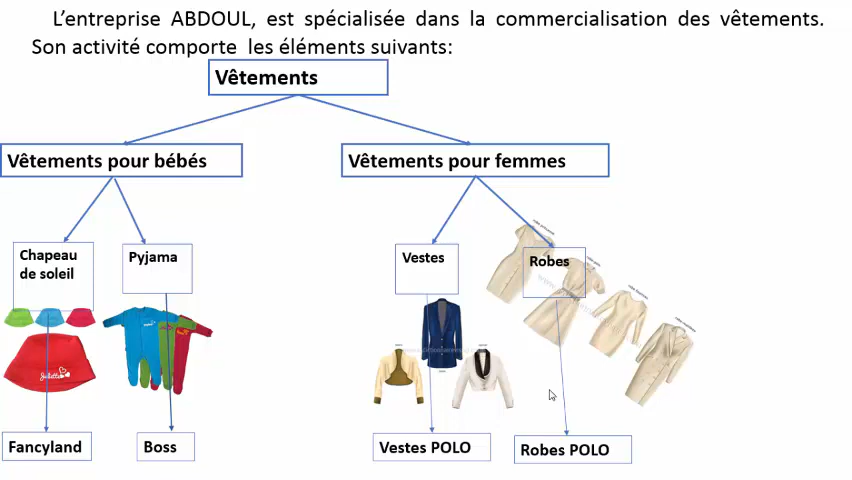 L'entreprise ABDOUL, est spécialisée dans la commercialisation des vêtements.
Son activité comporte les éléments suivants:
Vêtements
Vêtements pour bébés
Vêtements pour femmes
Chapeau
de soleil
Pyjama
Vestes
Robes
Juliette
Fancyland
Boss
Vestes POLO
Robes POLO